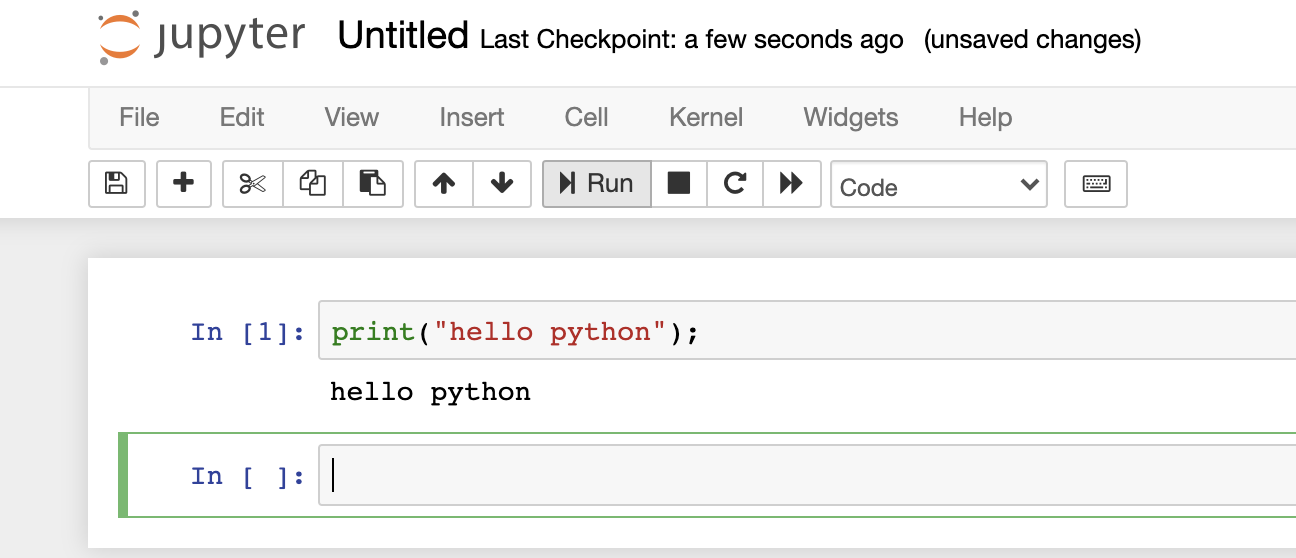 jupyter Untitled Last Checkpoint: a few seconds ago (unsaved changes)
File Edit View Insert Cell Kernel Widgets Help
Run Code
In [1]: print("hello python");
hello python
In [ ]: